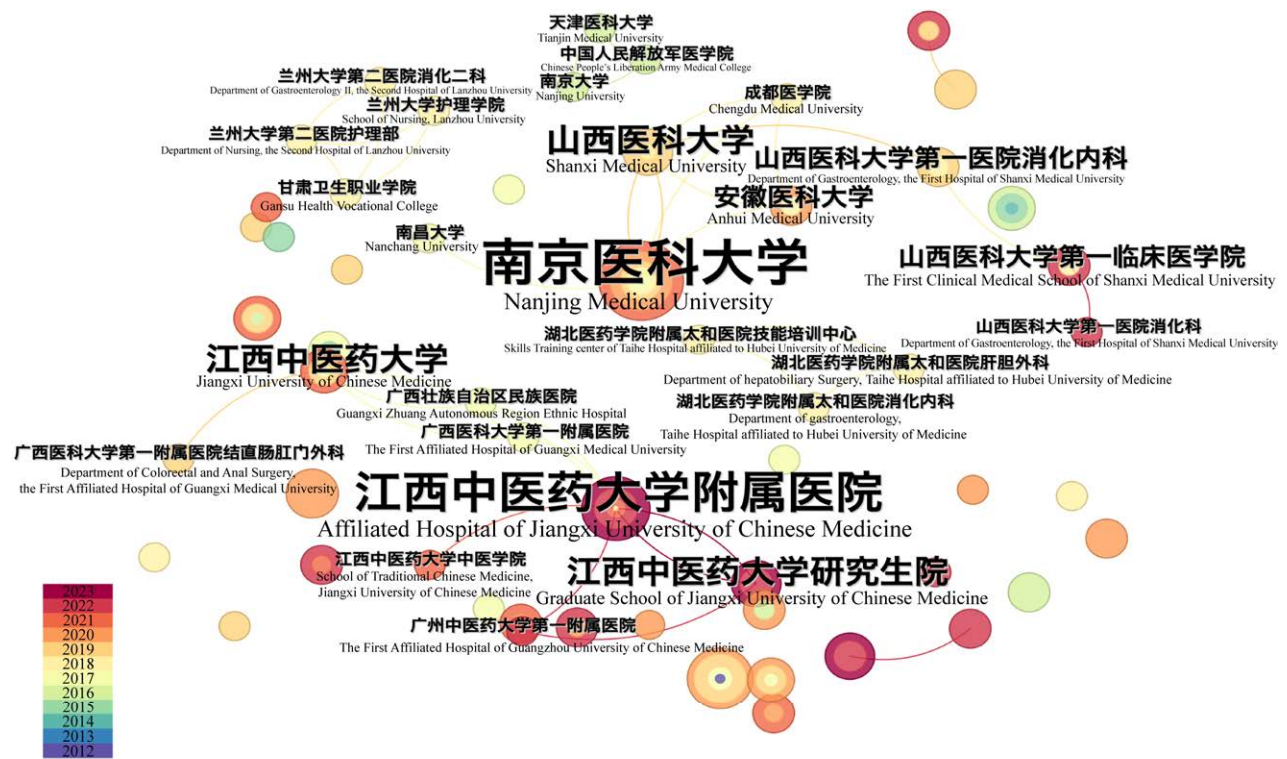 天津医科大学
Tianjin Medical University
中国人民解放军医学院
Chinese People's Liberation Army Medical College
兰州大学第二医院消化二科
Department of Gastroenterology II, the Second Hospital of Lanzhou University
南京大学
Nanjing University
成都医学院
Chengdu Medical University
兰州大学护理学院
School of Nursing, Lanzhou University
兰州大学第二医院护理部
Department of Nursing, the Second Hospital of Lanzhou University
山西医科大学
Shanxi Medical University
山西医科大学第一医院消化内科
Department of Gastroenterology, the First Hospital of Shanxi Medical University
甘肃卫生职业学院
Gansu Health Vocational College
安徽医科大学
Anhui Medical University
南昌大学
Nanchang University
南京医科大学
Nanjing Medical University
山西医科大学第一临床医学院
The First Clinical Medical School of Shanxi Medical University
山西医科大学第一医院消化科
Department of Gastroenterology, the First Hospital of Shanxi Medical University
湖北医药学院附属太和医院技能培训中心
Skills Training center of Taihe Hospital affiliated to Hubei University of Medicine
江西中医药大学
Jiangxi University of Chinese Medicine
湖北医药学院附属太和医院肝胆外科
Department of hepatobiliary Surgery, Taihe Hospital affiliated to Hubei University of Medicine
广西壮族自治区民族医院
Guangxi Zhuang Autonomous Region Ethnic Hospital
湖北医药学院附属太和医院消化内科
Department of gastroenterology,
Taihe Hospital affiliated to Hubei University of Medicine
广西医科大学第一附属医院
The First Affiliated Hospital of Guangxi Medical University
广西医科大学第一附属医院结直肠肛门外科
Department of Colorectal and Anal Surgery,
the First Affiliated Hospital of Guangxi Medical University
江西中医药大学附属医院
Affiliated Hospital of Jiangxi University of Chinese Medicine
江西中医药大学中医学院
School of Traditional Chinese Medicine,
Jiangxi University of Chinese Medicine
江西中医药大学研究生院
Graduate School of Jiangxi University of Chinese Medicine
广州中医药大学第一附属医院
The First Affiliated Hospital of Guangzhou University of Chinese Medicine
2023
2022
2021
2020
2019
2018
2017
2016
2015
2014
2013
2012